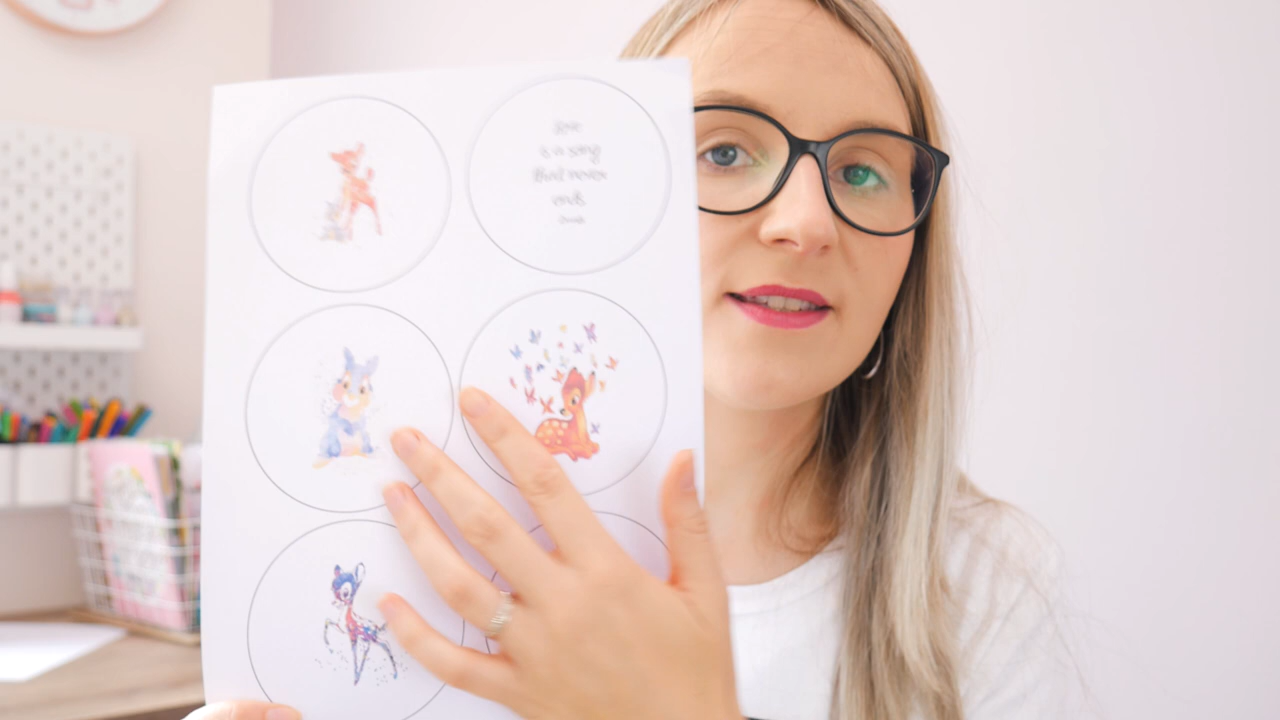 love
is a song
that never
ends